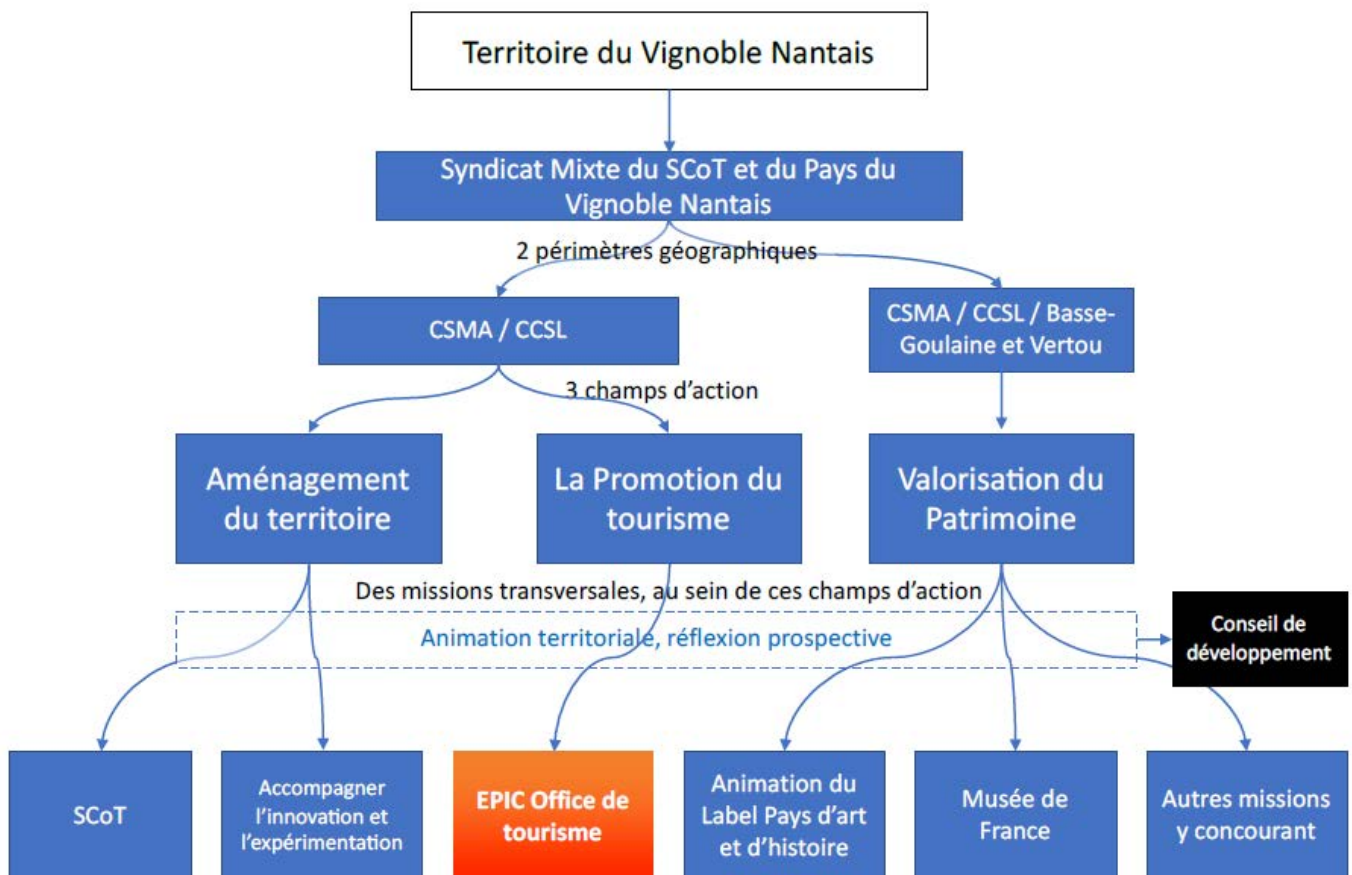 Territoire du Vignoble Nantais
Syndicat Mixte du SCoT et du Pays du
Vignoble Nantais
2 périmètres géographiques
CSMA / CCSL
CSMA / CCSL / Basse-
Goulaine et Vertou
3 champs d’action
Aménagement
du territoire
La Promotion du
tourisme
Valorisation du
Patrimoine
Des missions transversales, au sein de ces champs d’action
Animation territoriale, réflexion prospective
Conseil de
développement
SCoT
Accompagner
l’innovation et
l’expérimentation
EPIC Office de
tourisme
Animation du
Label Pays d’art
et d’histoire
Musée de
France
Autres missions
y concourant